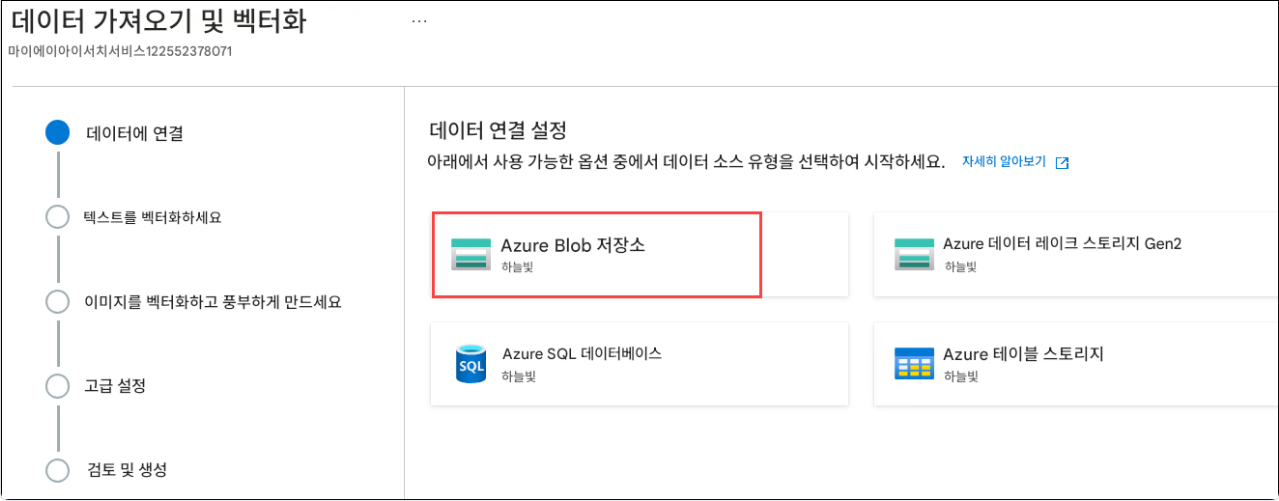 데이터 가져오기 및 벡터화 ...
마이에이아이서치서비스122552378071
데이터에 연결
텍스트를 벡터화하세요
이미지를 벡터화하고 풍부하게 만드세요
고급 설정
검토 및 생성
데이터 연결 설정
아래에서 사용 가능한 옵션 중에서 데이터 소스 유형을 선택하여 시작하세요. 자세히 알아보기
Azure Blob 저장소
하늘빛
Azure 데이터 레이크 스토리지 Gen2
하늘빛
SQL
Azure SQL 데이터베이스
하늘빛
Azure 테이블 스토리지
하늘빛